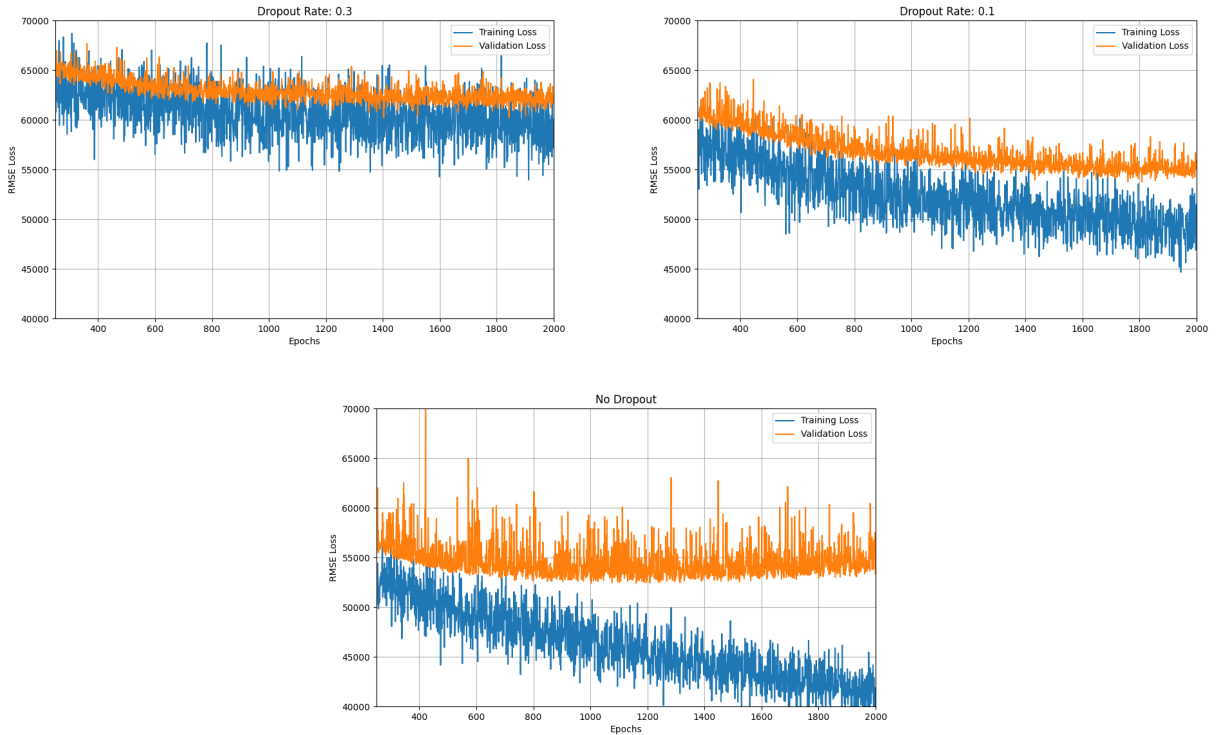 Dropout Rate: 0.3
70000
65000
60000
55000
50000
45000
40000
RMSE Loss
Training Loss
Validation Loss
400 600 800 1000 1200 1400 1600 1800 2000
Epochs
Dropout Rate: 0.1
70000
65000
60000
55000
50000
45000
40000
RMSE Loss
Training Loss
Validation Loss
400 600 800 1000 1200 1400 1600 1800 2000
Epochs
No Dropout
70000
65000
60000
55000
50000
45000
40000
RMSE Loss
Training Loss
Validation Loss
400 600 800 1000 1200 1400 1600 1800 2000
Epochs